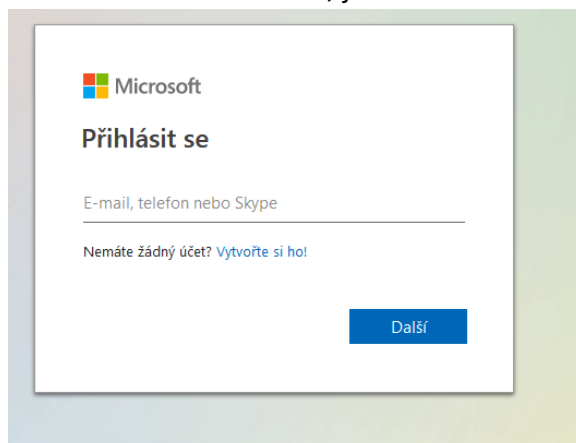 Microsoft
Přihlásit se
E-mail, telefon nebo Skype
Nemáte žádný účet? Vytvořte si ho!
Další